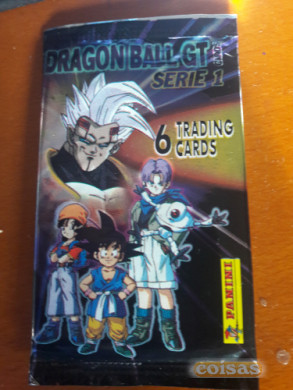 DRAGON BALL GT
SERIE 1
6 TRADING
CARDS
PANINI
coisas